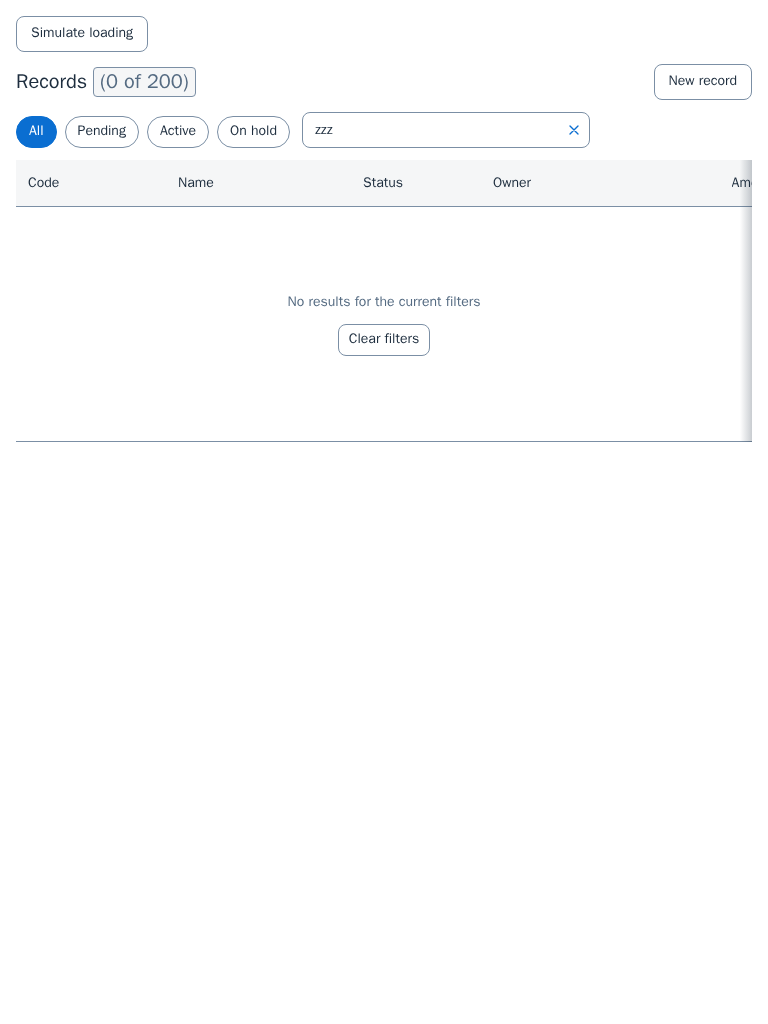 Simulate loading
Records (0 of 200)
New record
All Pending Active On hold zzz
Code Name Status Owner
No results for the current filters
Clear filters